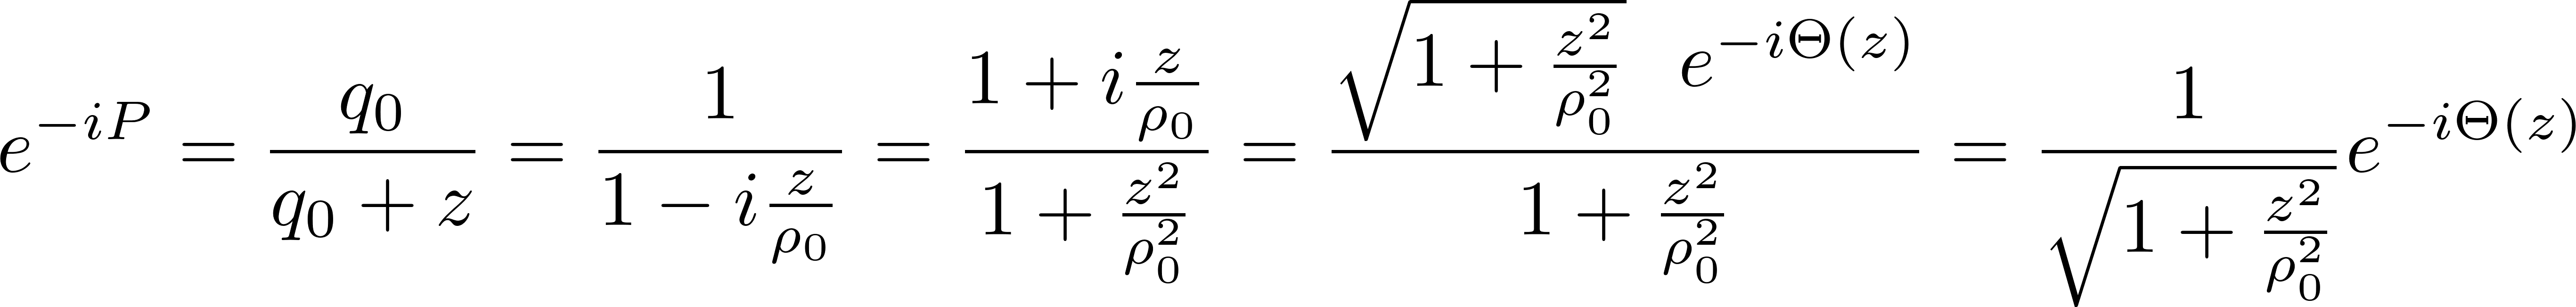 $e^{-iP} = \frac{q_0}{q_0 + z} = \frac{1}{1 - i\frac{z}{\rho_0}} = \frac{1 + i\frac{z}{\rho_0}}{1 + \frac{z^2}{\rho_0^2}} = \frac{\sqrt{1 + \frac{z^2}{\rho_0^2}} \ e^{-i\Theta(z)}}{1 + \frac{z^2}{\rho_0^2}} = \frac{1}{\sqrt{1 + \frac{z^2}{\rho_0^2}}} e^{-i\Theta(z)}$